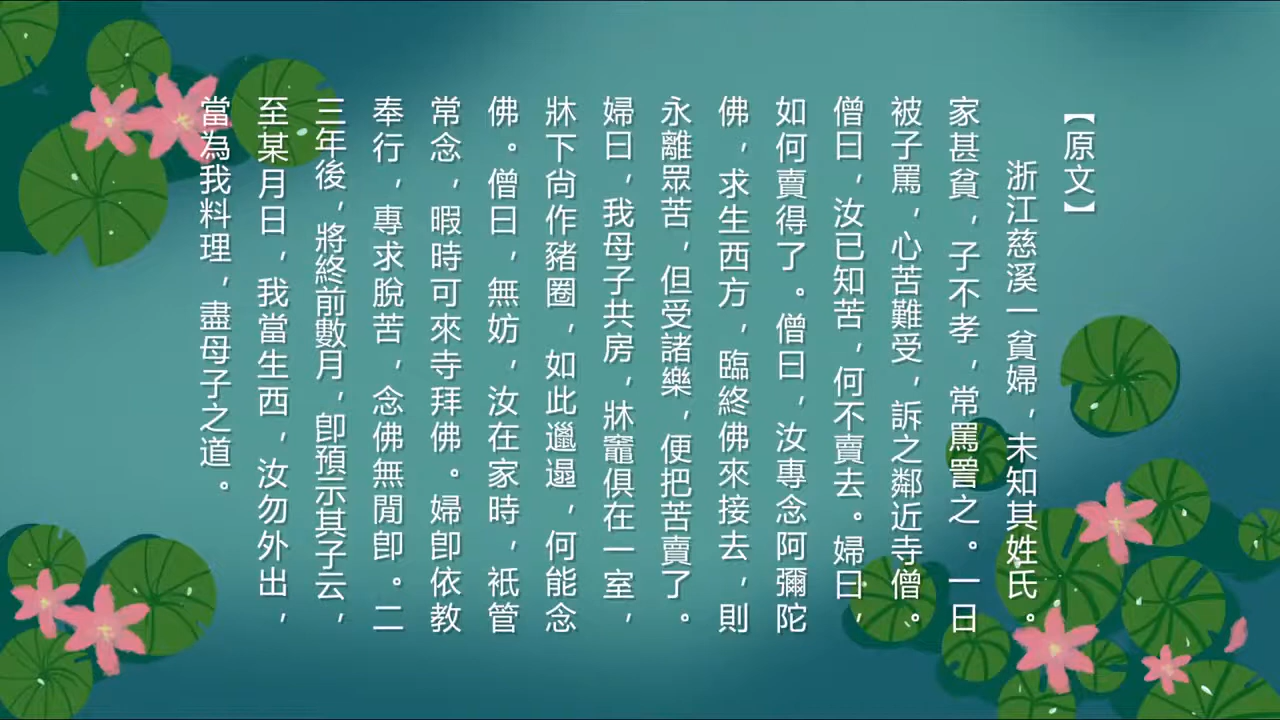 【原文】
浙江慈溪一貧婦，未知其姓氏。
家甚貧，子不孝，常罵詈之。一日
被子罵，心苦難受，訴之鄰近寺僧。
僧曰，汝已知苦，何不賣去。婦曰，
如何賣得了。僧曰，汝專念阿彌陀
佛，求生西方，臨終佛來接去，則
永離眾苦，但受諸樂，便把苦賣了。
婦曰，我母子共房，牀竈俱在一室，
牀下尚作豬圈，如此邋遢，何能念
佛。僧曰，無妨，汝在家時，衹管
常念，暇時可來寺拜佛。婦卽依教
奉行，專求脫苦，念佛無閒卽。二
三年後，將終前數月，卽預示其子云，
至某月日，我當生西，汝勿外出，
當為我料理，盡母子之道。